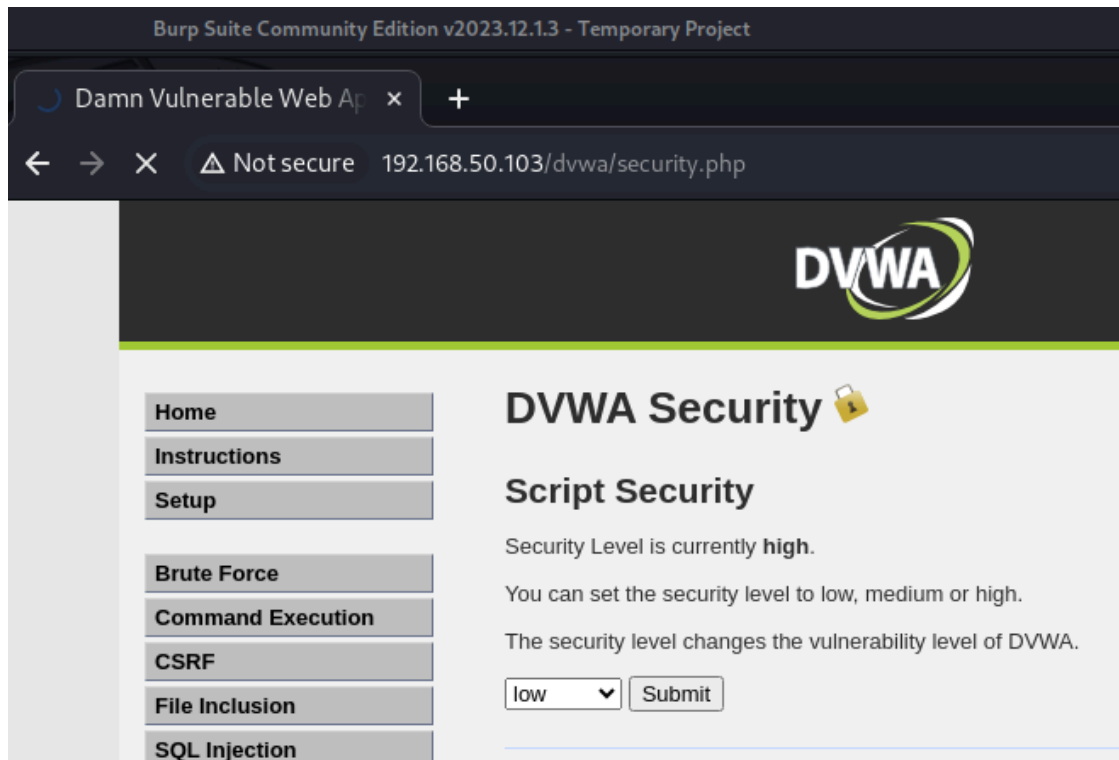 Burp Suite Community Edition v2023.12.1.3 - Temporary Project
Damn Vulnerable Web Ap
Not secure 192.168.50.103/dvwa/security.php
DVWA
Home
Instructions
Setup
Brute Force
Command Execution
CSRF
File Inclusion
SQL Injection
DVWA Security
Script Security
Security Level is currently high.
You can set the security level to low, medium or high.
The security level changes the vulnerability level of DVWA.
low Submit